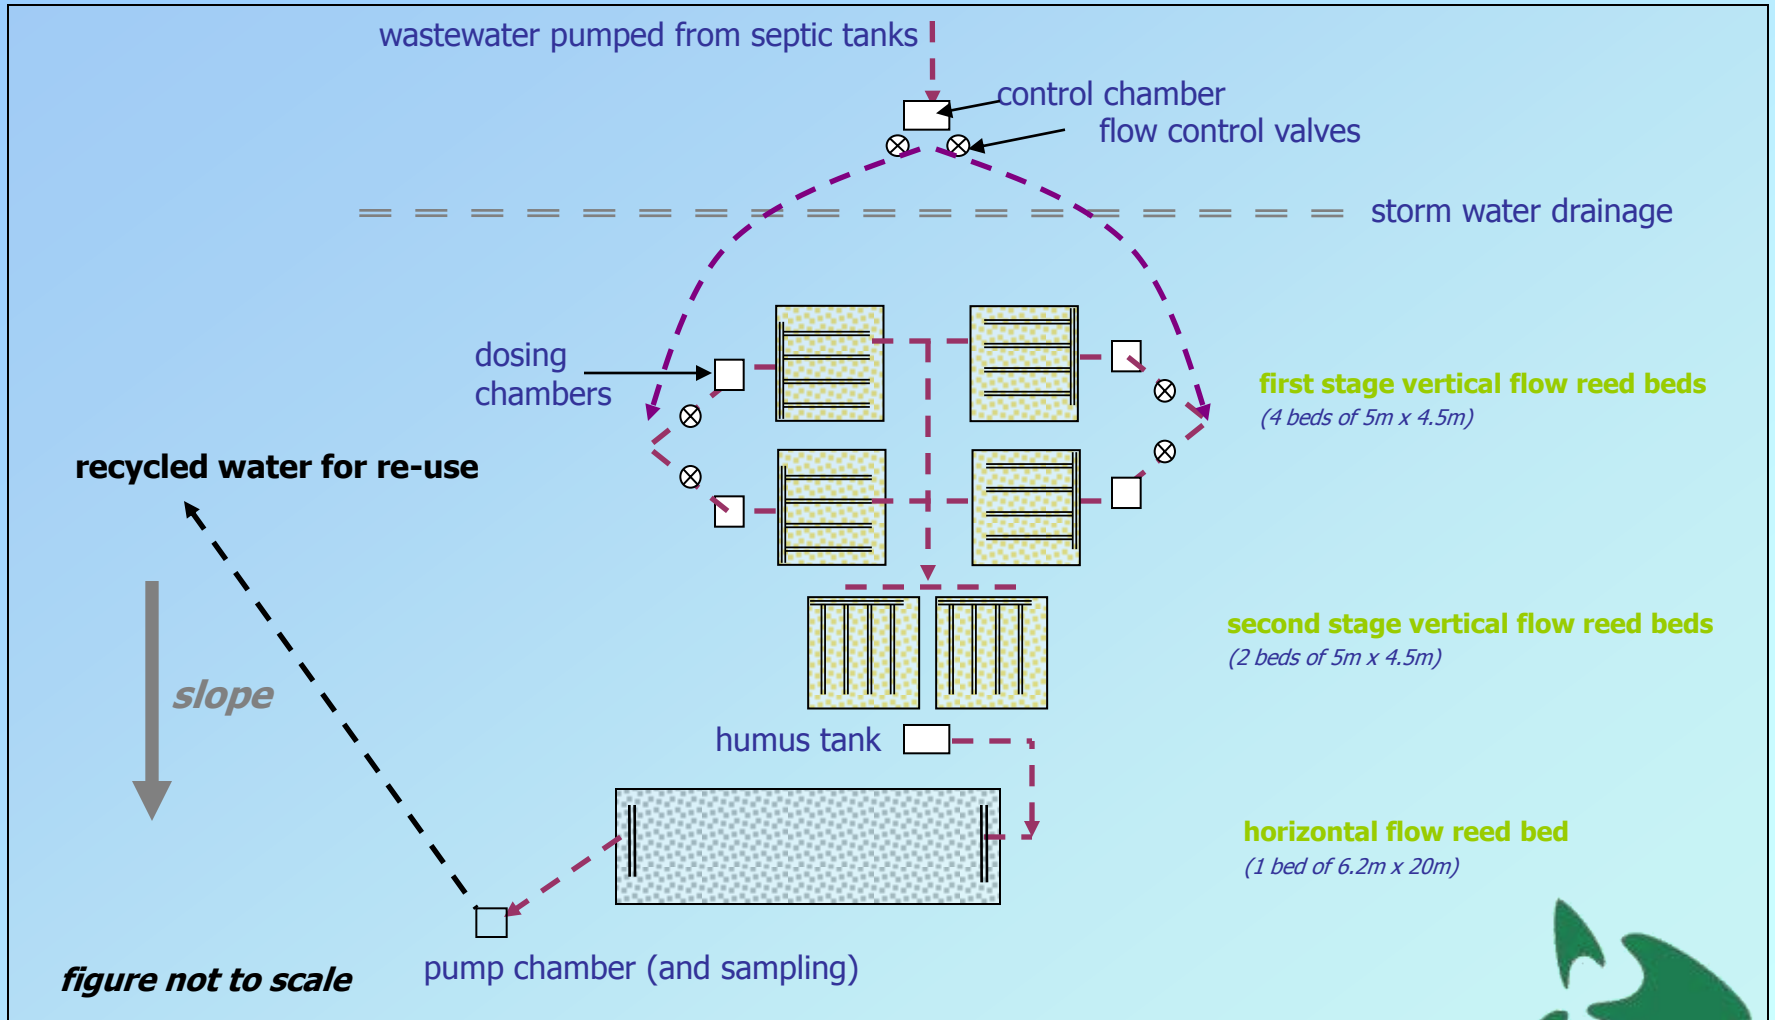 wastewater pumped from septic tanks
control chamber
flow control valves
storm water drainage
dosing
chambers
first stage vertical flow reed beds
(4 beds of 5m x 4.5m)
recycled water for re-use
second stage vertical flow reed beds
(2 beds of 5m x 4.5m)
slope
humus tank
horizontal flow reed bed
(1 bed of 6.2m x 20m)
pump chamber (and sampling)
figure not to scale